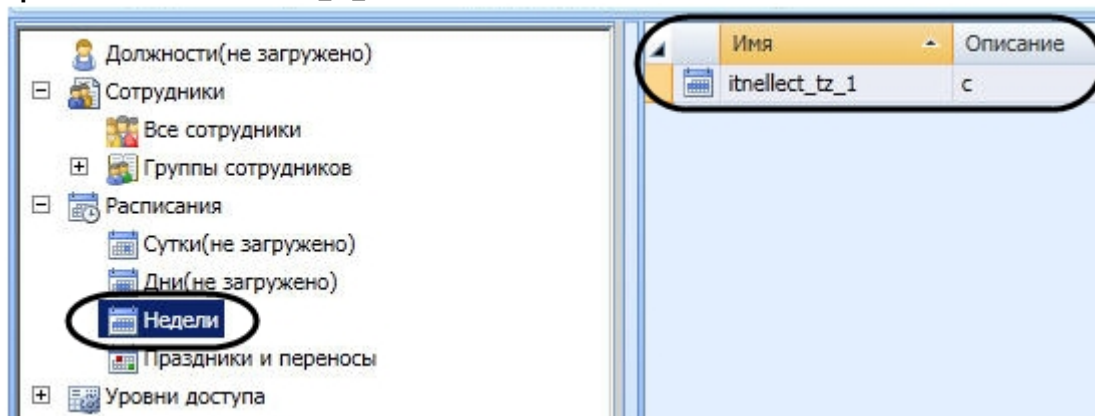 Должности(не загружено)
Сотрудники
Все сотрудники
Группы сотрудников
Расписания
Сутки(не загружено)
Дни(не загружено)
Недели
Праздники и переносы
Уровни доступа
Имя Описание
itnellect_tz_1 с